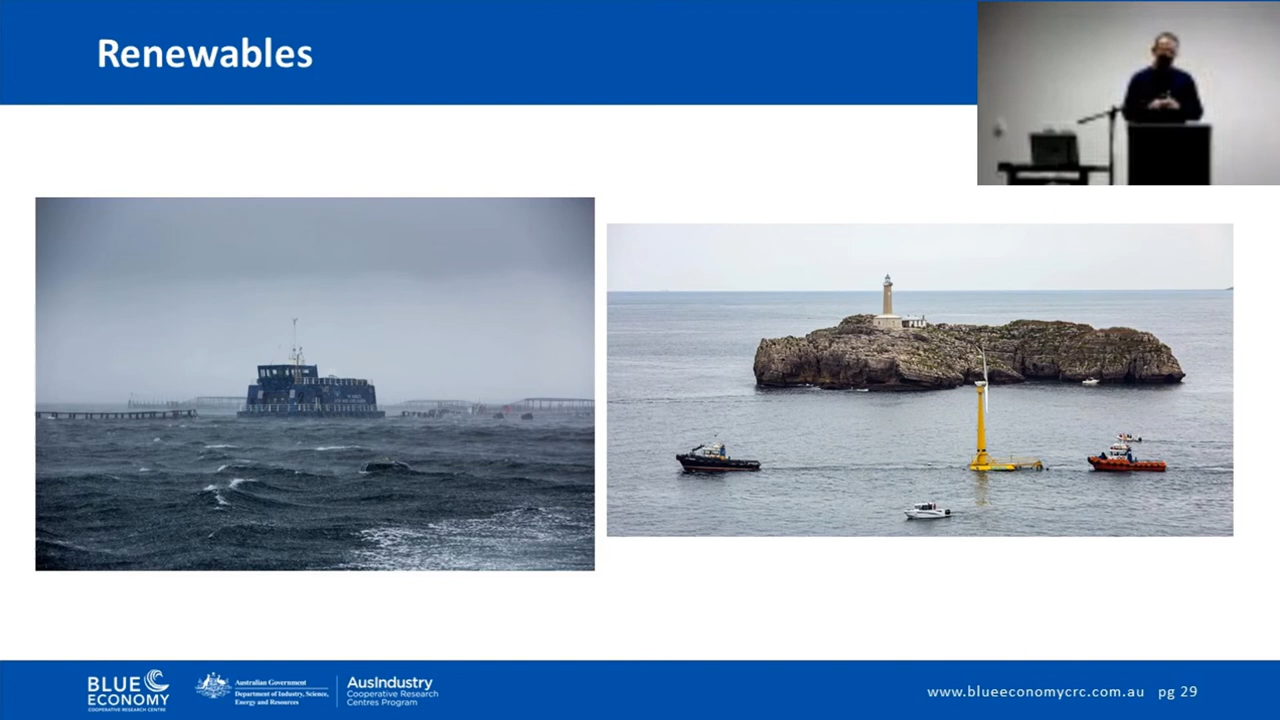 Renewables
BLUE
ECONOMY
COOPERATIVE RESEARCH CENTRE
Australian Government
Department of Industry, Science,
Energy and Resources
AusIndustry
Cooperative Research
Centres Program
www.blueeconomycrc.com.au pg 29